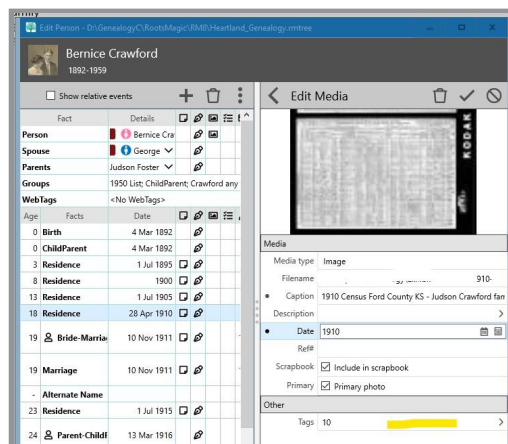 Edit Person - D:\GenealogyC\RootsMagic\RM8\Heartland_Genealogy.rmtree
Bernice Crawford
1892-1959
Show relative events
Fact Details
Person Bernice Cra
Spouse George
Parents Judson Foster
Groups 1950 List; ChildParent; Crawford any
WebTags <No WebTags>
Age Facts Date
0 Birth 4 Mar 1892
0 ChildParent 4 Mar 1892
3 Residence 1 Jul 1895
8 Residence 1900
13 Residence 1 Jul 1905
18 Residence 28 Apr 1910
19 Bride-Marria 10 Nov 1911
19 Marriage 10 Nov 1911
- Alternate Name
23 Residence 1 Jul 1915
24 Parent-ChildF 13 Mar 1916
Edit Media
KODAK
Media
Media type Image
Filename 910-
Caption 1910 Census Ford County KS - Judson Crawford fam
Description
Date 1910
Ref#
Scrapbook Include in scrapbook
Primary Primary photo
Other
Tags 10